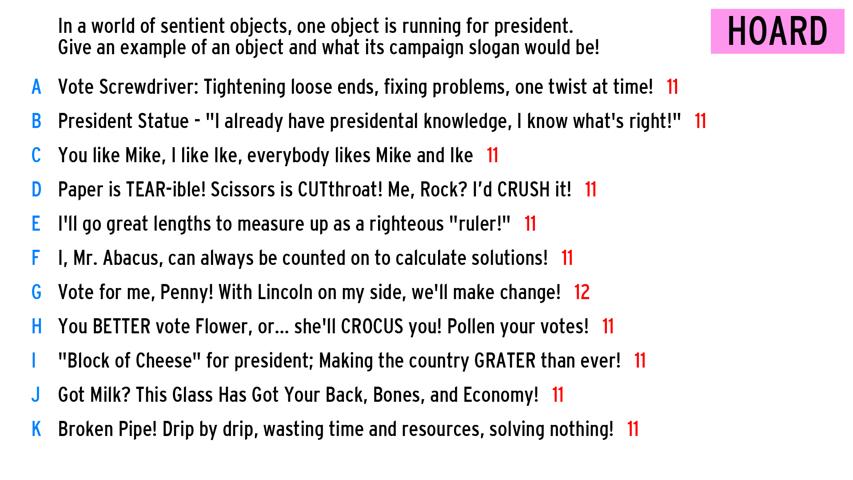 In a world of sentient objects, one object is running for president.
Give an example of an object and what its campaign slogan would be!
HOARD
A Vote Screwdriver: Tightening loose ends, fixing problems, one twist at time! 11
B President Statue - "I already have presidental knowledge, I know what's right!" 11
C You like Mike, I like Ike, everybody likes Mike and Ike 11
D Paper is TEAR-ible! Scissors is CUTthroat! Me, Rock? I'd CRUSH it! 11
E I'll go great lengths to measure up as a righteous "ruler!" 11
F I, Mr. Abacus, can always be counted on to calculate solutions! 11
G Vote for me, Penny! With Lincoln on my side, we'll make change! 12
H You BETTER vote Flower, or... she'll CROCUS you! Pollen your votes! 11
I "Block of Cheese" for president; Making the country GRATER than ever! 11
J Got Milk? This Glass Has Got Your Back, Bones, and Economy! 11
K Broken Pipe! Drip by drip, wasting time and resources, solving nothing! 11